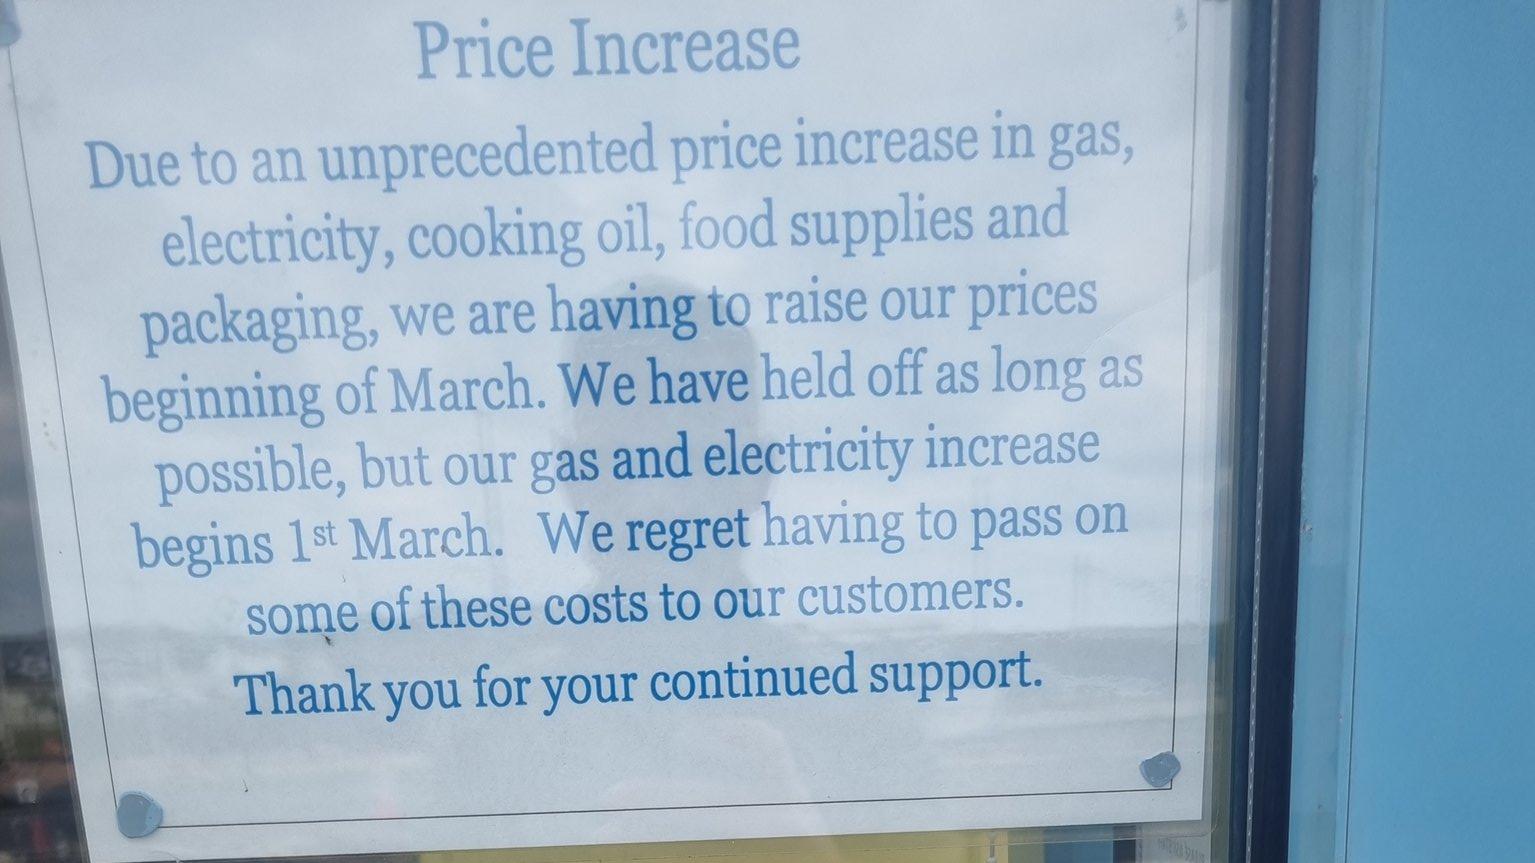 Price Increase
Due to an unprecedented price increase in gas,
electricity, cooking oil, food supplies and
packaging, we are having to raise our prices
beginning of March. We have held off as long as
possible, but our gas and electricity increase
begins 1st March. We regret having to pass on
some of these costs to our customers.
Thank you for your continued support.